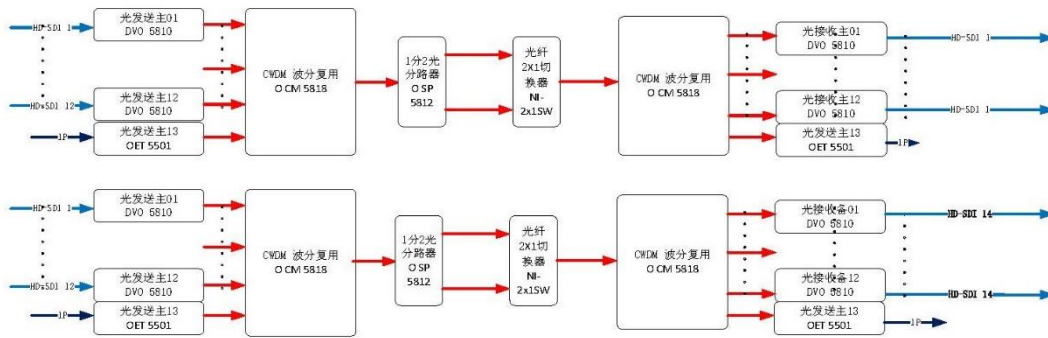 HD-SDI 1
光发送主01
DVO 5810
HD-SDI 12
光发送主12
DVO 5810
IP
光发送主13
OET 5501
CWDM 波分复用
OCM 5818
1分2光
分路器
OSP
5812
光纤
2X1切
换器
NI-
2x1SW
CWDM 波分复用
OCM 5818
光接收主01
DVO 5810
HD-SDI 1
光接收主12
DVO 5810
HD-SDI 1
光发送主13
OET 5501
IP
HD-SDI 1
光发送主01
DVO 5810
HD-SDI 12
光发送主12
DVO 5810
IP
光发送主13
OET 5501
CWDM 波分复用
OCM 5818
1分2光
分路器
OSP
5812
光纤
2X1切
换器
NI-
2x1SW
CWDM 波分复用
OCM 5818
光接收备01
DVO 5810
HD-SDI 14
光接收备12
DVO 5810
HD-SDI 14
光发送主13
OET 5501
IP